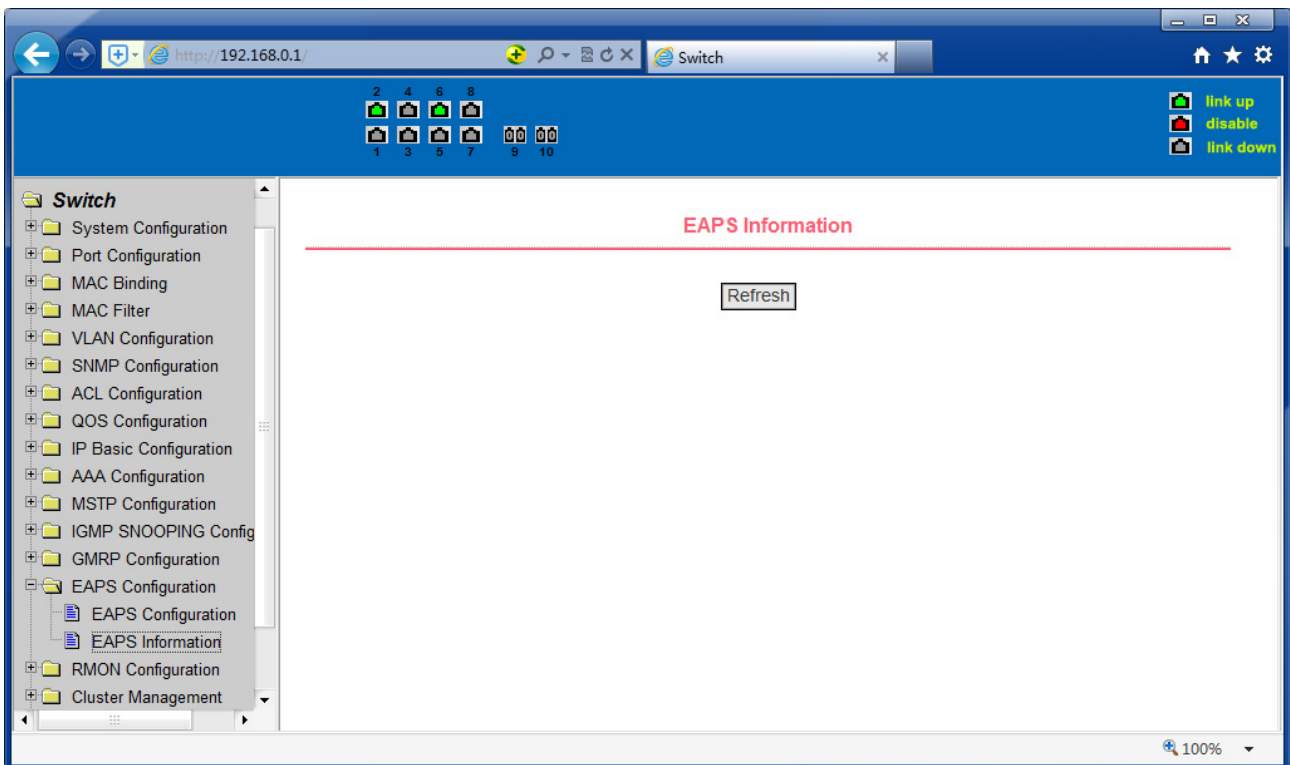 http://192.168.0.1/
Switch
2 4 6 8
1 3 5 7 9 10
link up
disable
link down
Switch
System Configuration
Port Configuration
MAC Binding
MAC Filter
VLAN Configuration
SNMP Configuration
ACL Configuration
QOS Configuration
IP Basic Configuration
AAA Configuration
MSTP Configuration
IGMP SNOOPING Config
GMRP Configuration
EAPS Configuration
EAPS Configuration
EAPS Information
RMON Configuration
Cluster Management
EAPS Information
Refresh
100%